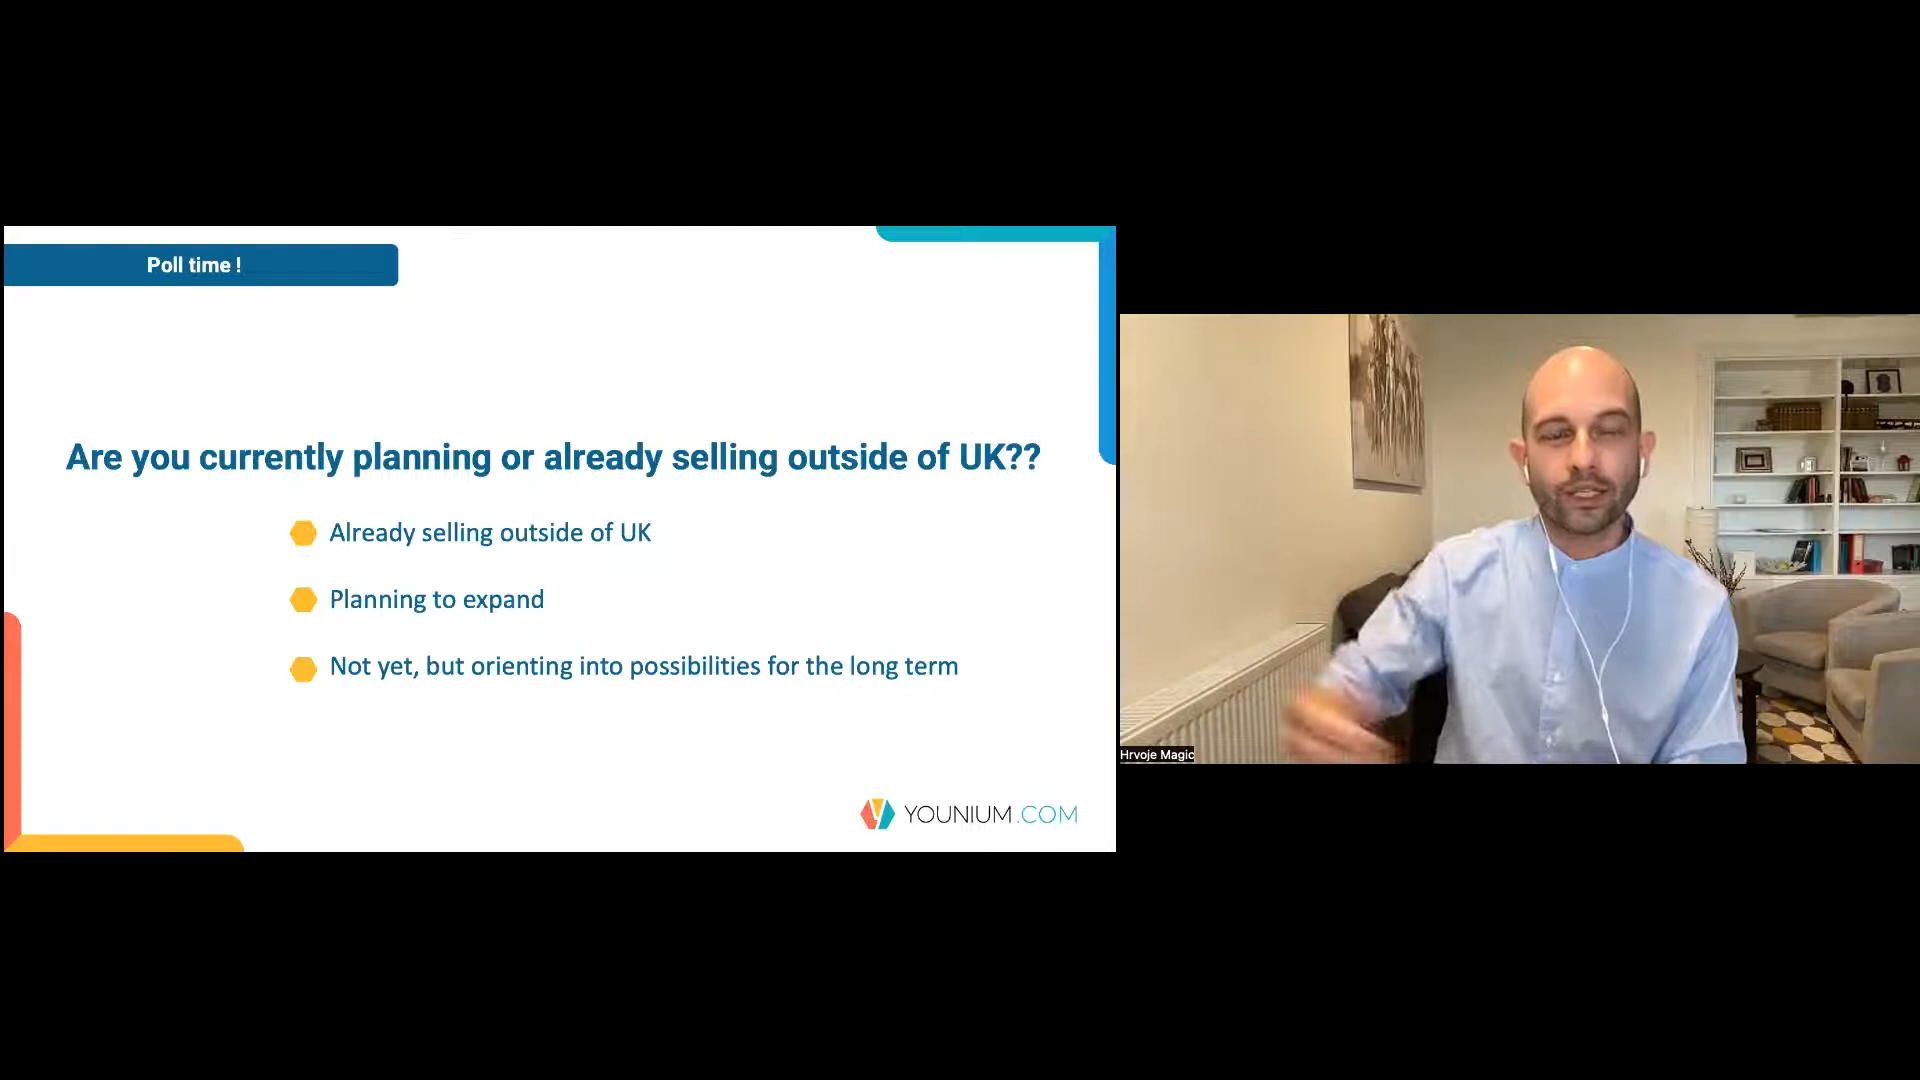 Poll time !
Are you currently planning or already selling outside of UK??
Already selling outside of UK
Planning to expand
Not yet, but orienting into possibilities for the long term
YOUNIUM.COM
Hrvoje Magic